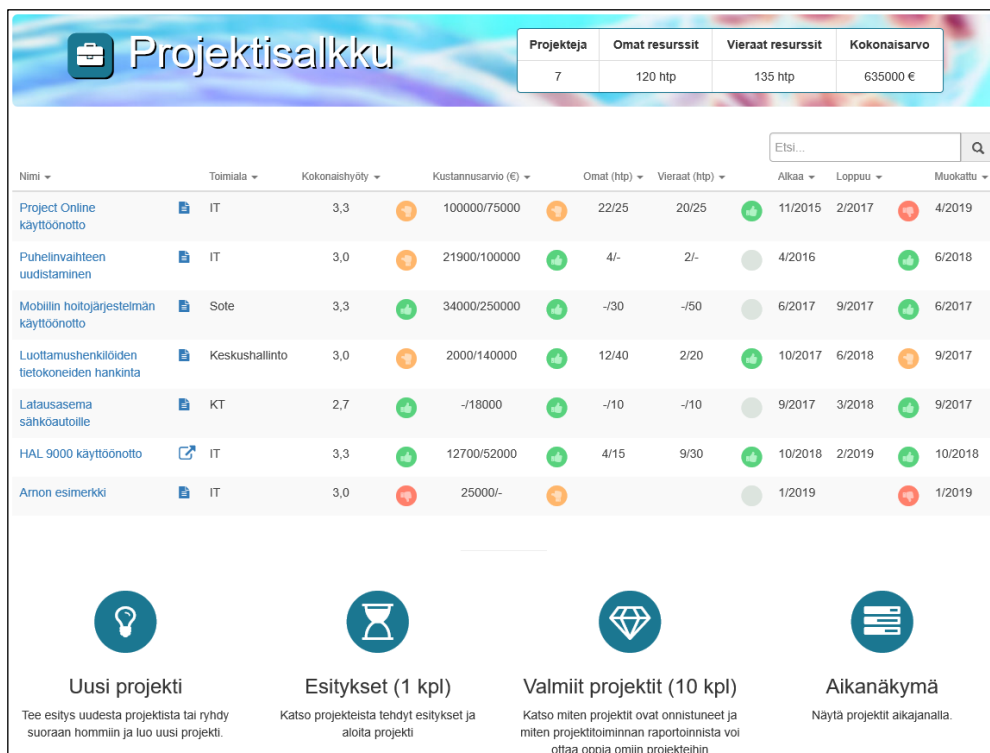 Projektisalkku
Projekteja Omat resurssit Vieraat resurssit Kokonaisarvo
7 120 htp 135 htp 635000 €
Etsi...
Nimi Toimiala Kokonaishyöty Kustannusarvio (€) Omat (htp) Vieraat (htp) Alkaa Loppuu Muokattu
Project Online IT 3,3 100000/75000 22/25 20/25 11/2015 2/2017 4/2019
käyttöönotto
Puhelinvaihteen IT 3,0 21900/100000 4/- 2/- 4/2016 6/2018
uudistaminen
Mobiilin hoitojärjestelmän Sote 3,3 34000/250000 -/30 -/50 6/2017 9/2017 6/2017
käyttöönotto
Luottamushenkilöiden Keskushallinto 3,0 2000/140000 12/40 2/20 10/2017 6/2018 9/2017
tietokoneiden hankinta
Latausasema KT 2,7 -/18000 -/10 -/10 9/2017 3/2018 9/2017
sähköautoille
HAL 9000 käyttöönotto IT 3,3 12700/52000 4/15 9/30 10/2018 2/2019 10/2018
Arnon esimerkki IT 3,0 25000/- 1/2019 1/2019
Uusi projekti Esitykset (1 kpl) Valmiit projektit (10 kpl) Aikanäkymä
Tee esitys uudesta projektista tai ryhdy Katso projekteista tehdyt esitykset ja Katso miten projektit ovat onnistuneet ja Näytä projektit aikajanalla.
suoraan hommiin ja luo uusi projekti. aloita projekti miten projektitoiminnan raportoinnista voi
ottaa oppia omiin projekteihin